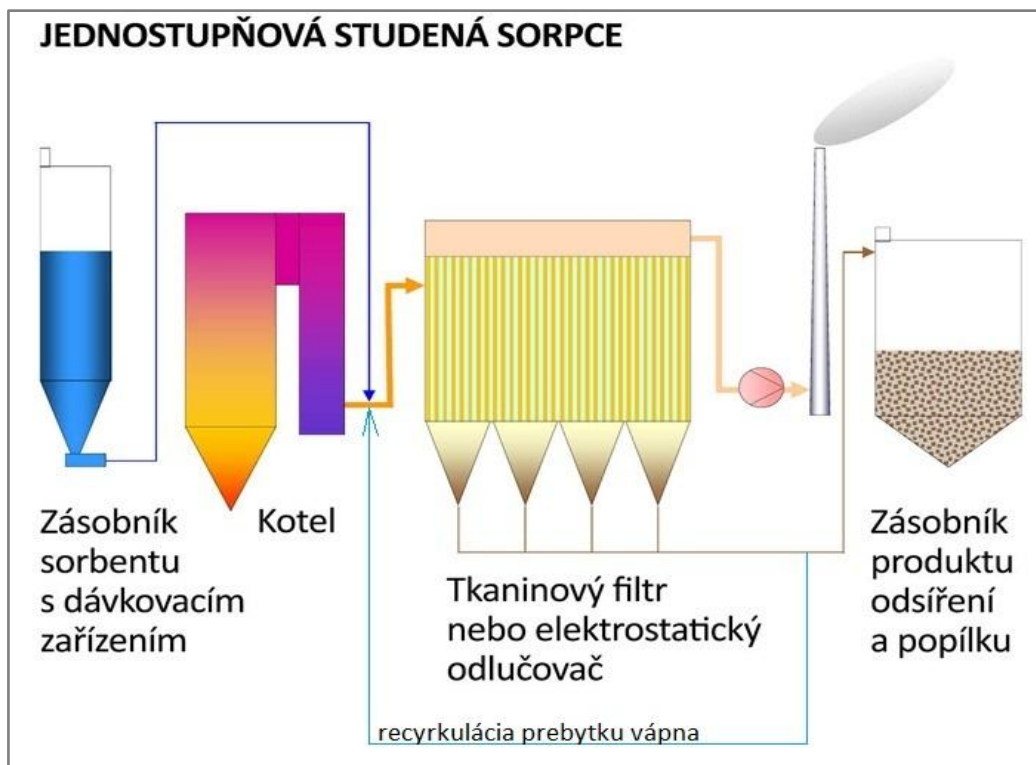 JEDNOSTUPŇOVÁ STUDENÁ SORPCE
Zásobník
sorbentu
s dávkovacím
zařízením
Kotel
Tkaninový filtr
nebo elektrostatický
odlučovač
Zásobník
produktu
odsíření
a popílku
recyrkulácia prebytku vápna